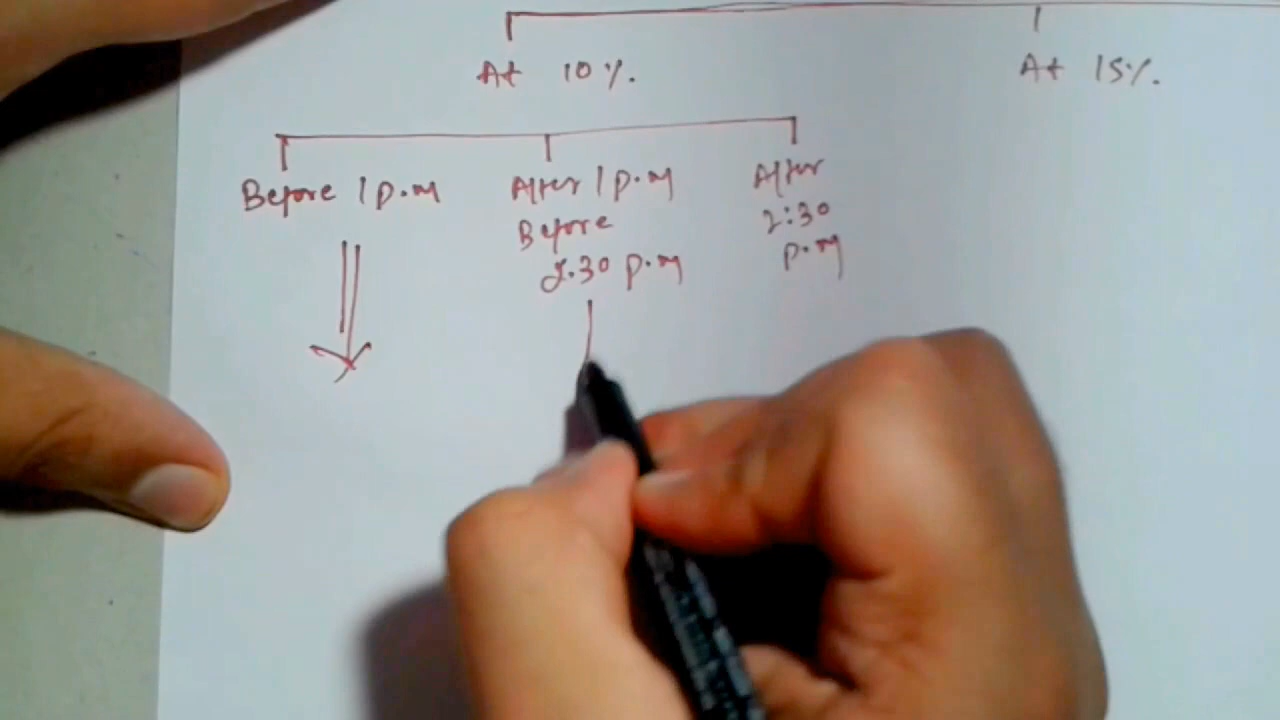 At 10%.
At 15%.
Before 1 p.m
After 1 p.m
Before
2.30 p.m
After
2:30
p.m